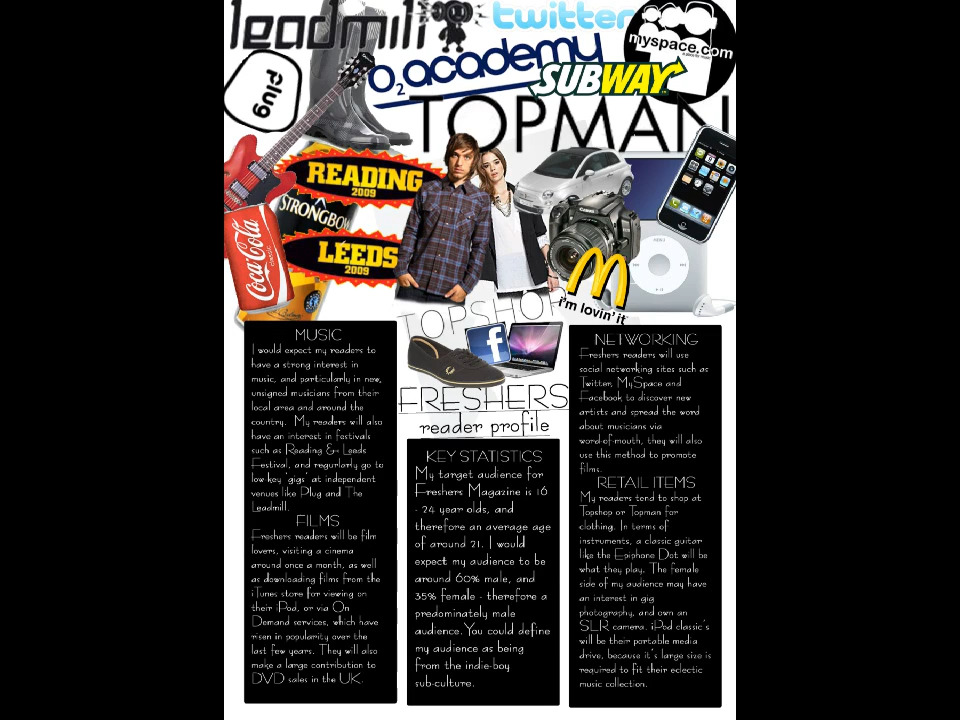 leadmill
twitter
myspace.com
a place for music
plug
O2 academy
SUBWAY
TOPMAN
READING
2009
STRONGBOW
LEEDS
2009
Coca-Cola
classic
i'm lovin' it
TOPSHOP
f
FRESHERS
reader profile
MUSIC
I would expect my readers to
have a strong interest in
music, and particularly in new,
unsigned musicians from their
local area and around the
country. My readers will also
have an interest in festivals
such as Reading & Leeds
Festival, and regurlarly go to
low key 'gigs' at independent
venues like Plug and The
Leadmill.
FILMS
Freshers readers will be film
lovers, visiting a cinema
around once a month, as well
as downloading films from the
iTunes store for viewing on
their iPod, or via On
Demand services, which have
risen in popularity over the
last few years. They will also
make a large contribution to
DVD sales in the UK.
KEY STATISTICS
My target audience for
Freshers Magazine is 16
- 24 year olds, and
therefore an average age
of around 21. I would
expect my audience to be
around 60% male, and
35% female - therefore a
predominately male
audience. You could define
my audience as being
from the indie-boy
sub-culture.
NETWORKING
Freshers readers will use
social networking sites such as
Twitter, MySpace and
Facebook to discover new
artists and spread the word
about musicians via
word-of-mouth, they will also
use this method to promote
films.
RETAIL ITEMS
My readers tend to shop at
Topshop or Topman for
clothing. In terms of
instruments, a classic guitar
like the Epiphone Dot will be
what they play. The female
side of my audience may have
an interest in gig
photography, and own an
SLR camera. iPod classic's
will be their portable media
drive, because it's large size is
required to fit their eclectic
music collection.